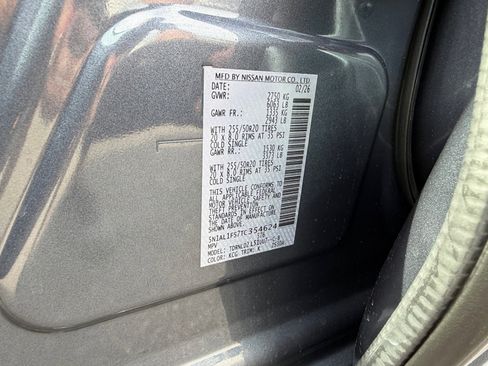 MFD BY NISSAN MOTOR CO., LTD.
DATE: 02/26
GVWR: 2750 KG
6063 LB
GAWR FR.: 1335 KG
2943 LB
WITH 255/50R20 TIRES
20 X 8.0 RIMS AT 35 PSI
COLD SINGLE
GAWR RR.: 1530 KG
3373 LB
WITH 255/50R20 TIRES
20 X 8.0 RIMS AT 35 PSI
COLD SINGLE
THIS VEHICLE CONFORMS TO
ALL APPLICABLE FEDERAL
MOTOR VEHICLE SAFETY AND
THEFT PREVENTION STANDARDS
IN EFFECT ON THE DATE
OF MANUFACTURE SHOWN ABOVE
5N1AL1FS7TC354624
MPV
COLOR: KCG TRIM: K